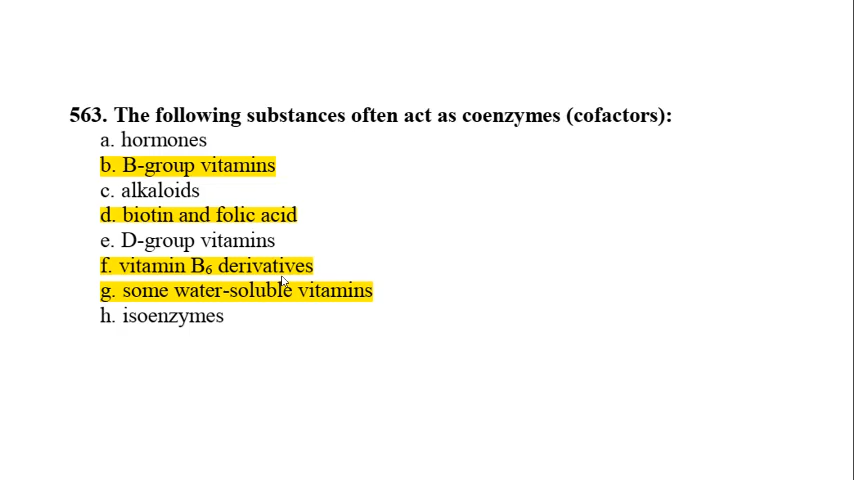 563. The following substances often act as coenzymes (cofactors):
a. hormones
b. B-group vitamins
c. alkaloids
d. biotin and folic acid
e. D-group vitamins
f. vitamin B₆ derivatives
g. some water-soluble vitamins
h. isoenzymes